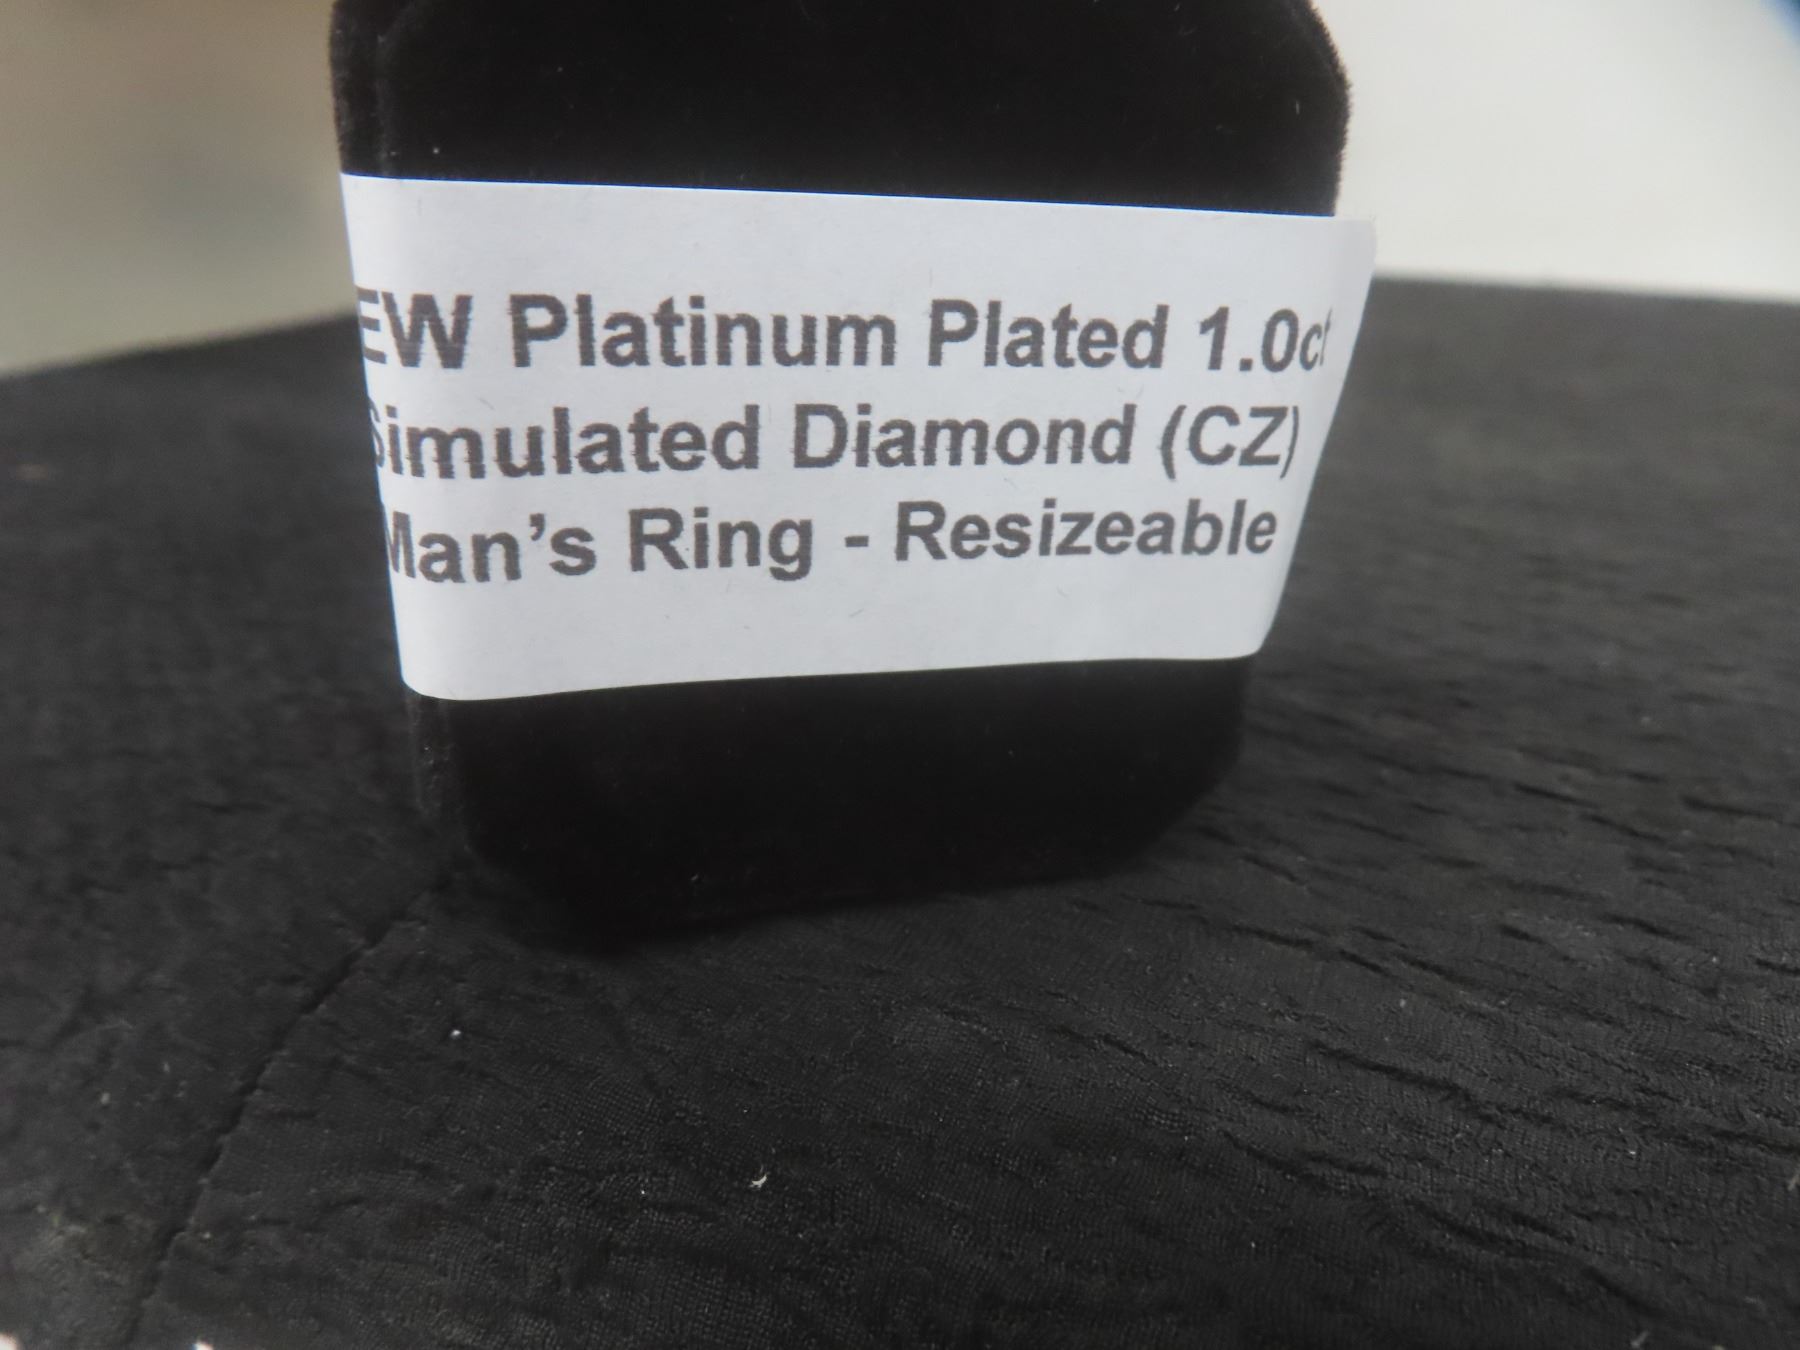 EW Platinum Plated 1.0ct
Simulated Diamond (CZ)
Man's Ring - Resizeable